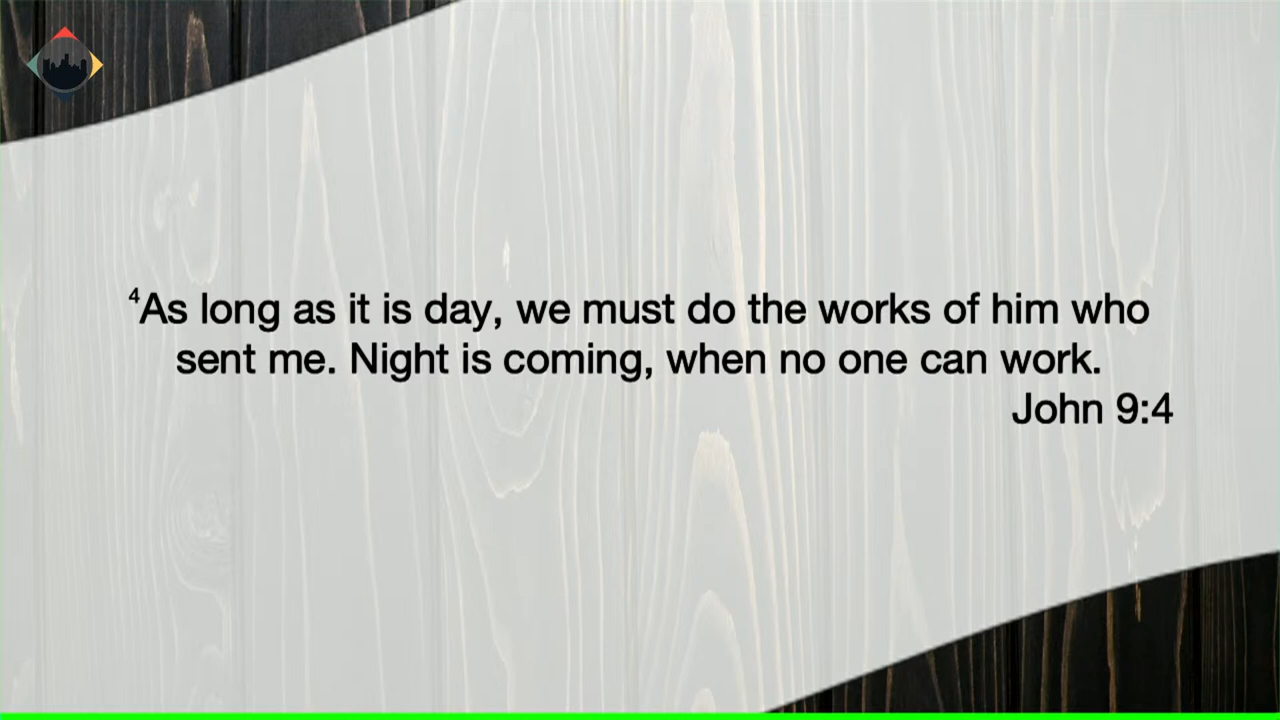 ⁴As long as it is day, we must do the works of him who
sent me. Night is coming, when no one can work.
John 9:4